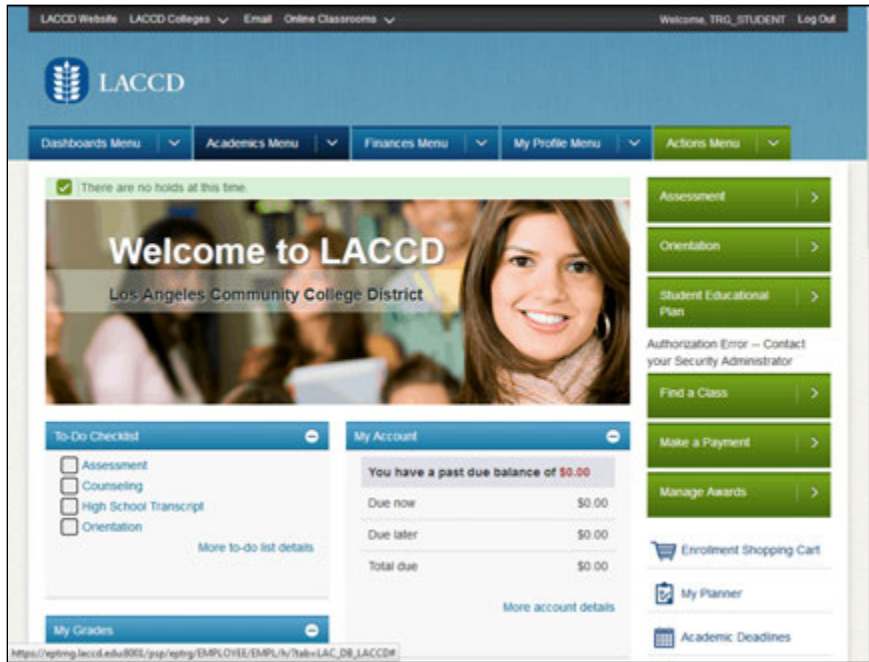 LACCD Website LACCD Colleges Email Online Classrooms Welcome, TRG_STUDENT Log Out
LACCD
Dashboards Menu Academics Menu Finances Menu My Profile Menu Actions Menu
There are no holds at this time.
Welcome to LACCD
Los Angeles Community College District
Assessment
Orientation
Student Educational
Plan
Authorization Error -- Contact
your Security Administrator
Find a Class
Make a Payment
Manage Awards
Enrollment Shopping Cart
My Planner
Academic Deadlines
To-Do Checklist
Assessment
Counseling
High School Transcript
Orientation
More to-do list details
My Account
You have a past due balance of $0.00
Due now $0.00
Due later $0.00
Total due $0.00
More account details
My Grades
https://eptrng.laccd.edu:8001/psp/eptrg/EMPLOYEE/EMPL/h/?tab=LAC_DB_LACCD#